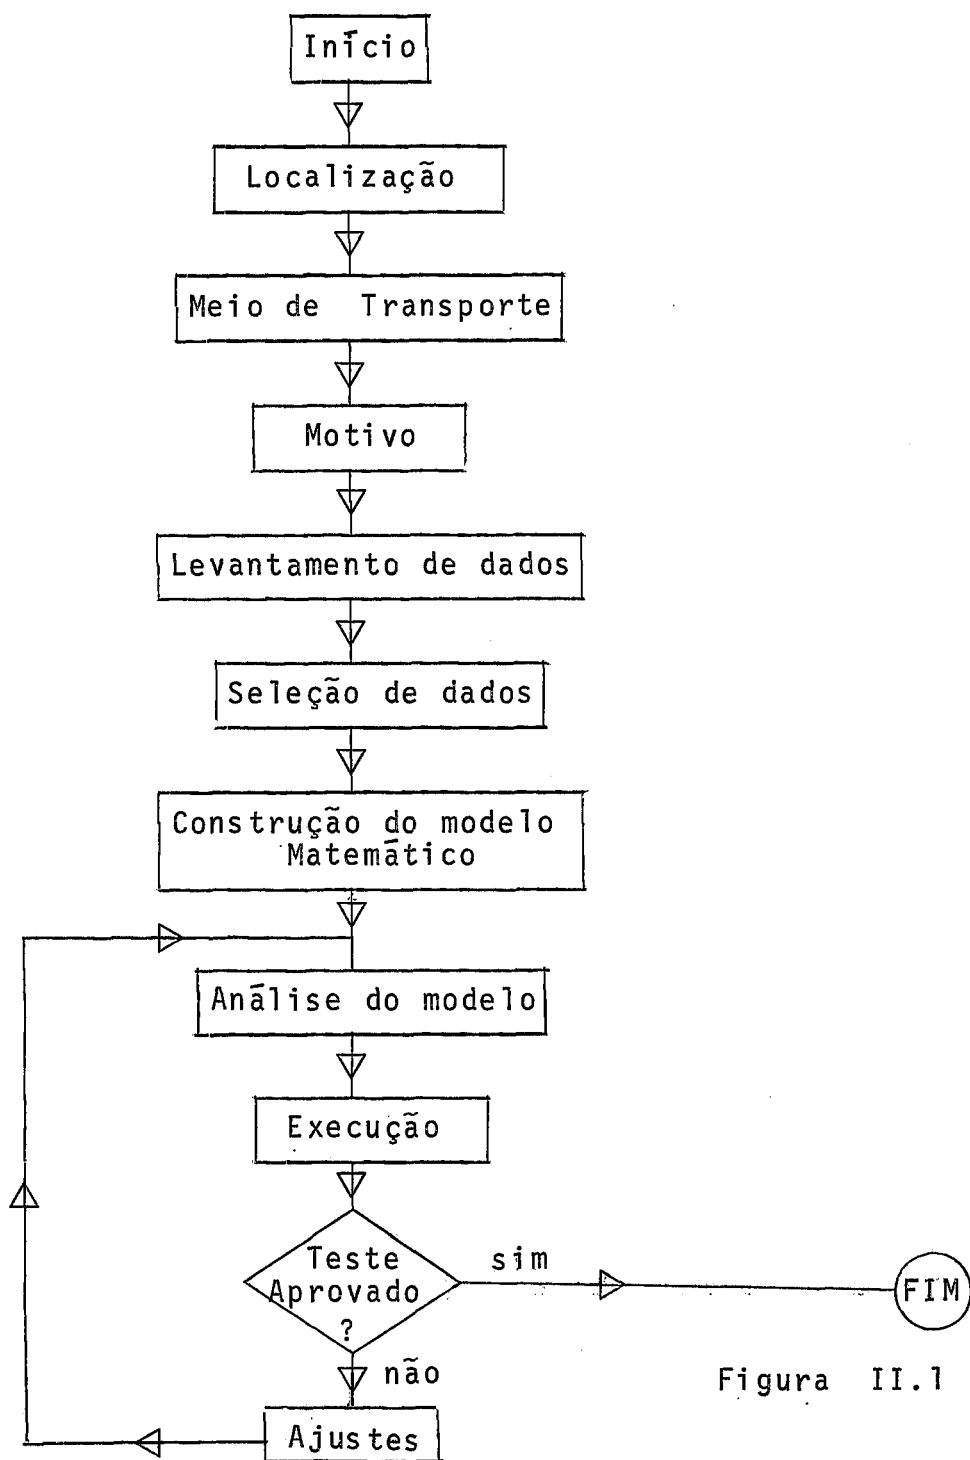 Início
Localização
Meio de Transporte
Motivo
Levantamento de dados
Seleção de dados
Construção do modelo
Matemático
Análise do modelo
Execução
Teste
Aprovado
?
sim
FIM
não
Figura II.1
Ajustes